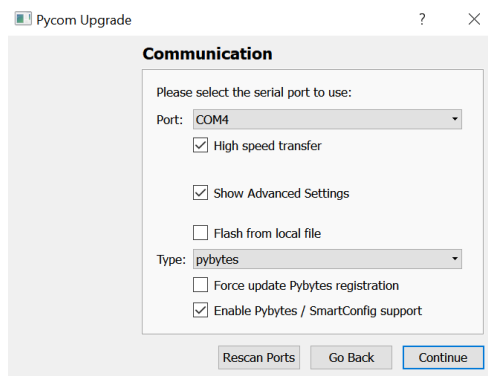 Pycom Upgrade
Communication
Please select the serial port to use:
Port: COM4
High speed transfer
Show Advanced Settings
Flash from local file
Type: pybytes
Force update Pybytes registration
Enable Pybytes / SmartConfig support
Rescan Ports Go Back Continue